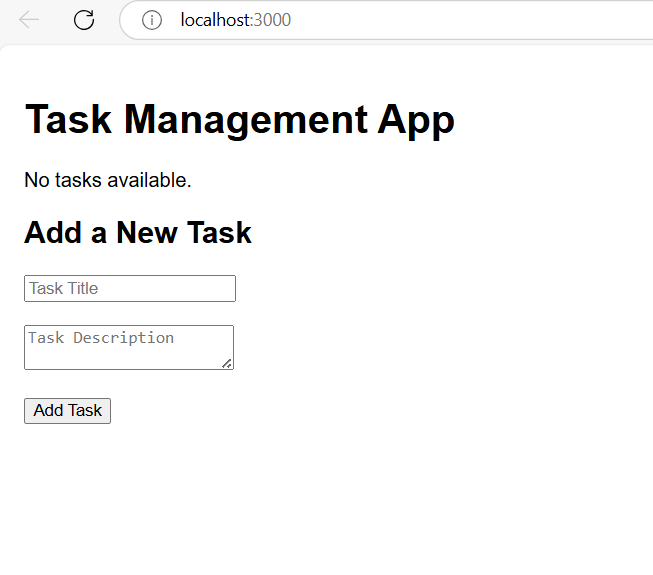 localhost:3000
Task Management App
No tasks available.
Add a New Task
Task Title
Task Description
Add Task